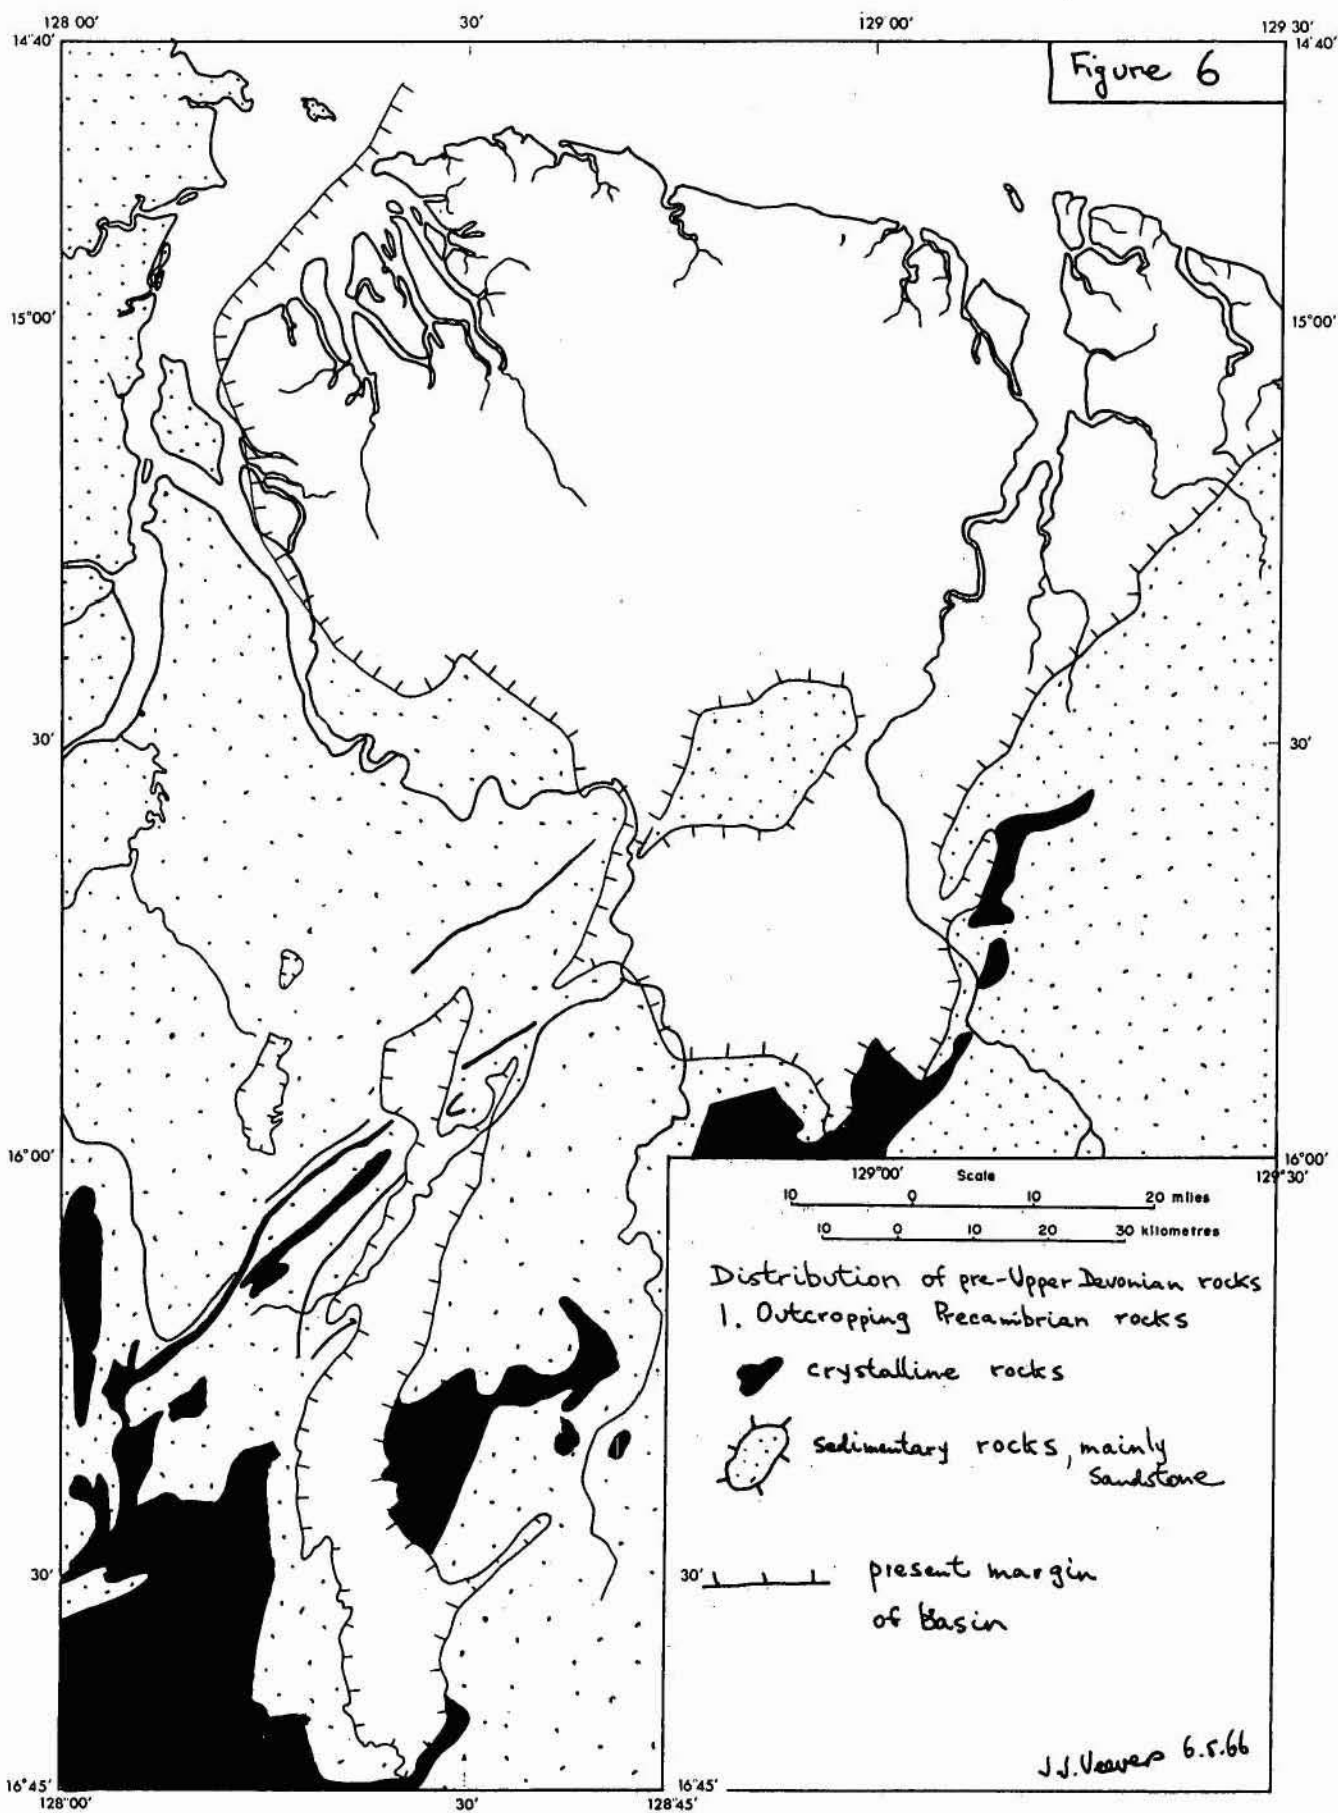 128°00' 30' 129°00' 129°30'
14°40' 14°40'
Figure 6
15°00' 15°00'
30' 30'
16°00' 16°00'
129°00' 129°30'
Scale
10 0 10 20 miles
10 0 10 20 30 kilometres
Distribution of pre-Upper Devonian rocks
1. Outcropping Precambrian rocks
crystalline rocks
sedimentary rocks, mainly
Sandstone
30' 30'
present margin
of Basin
J.J. Veevers 6.5.66
16°45' 16°45'
128°00' 30' 128°45'